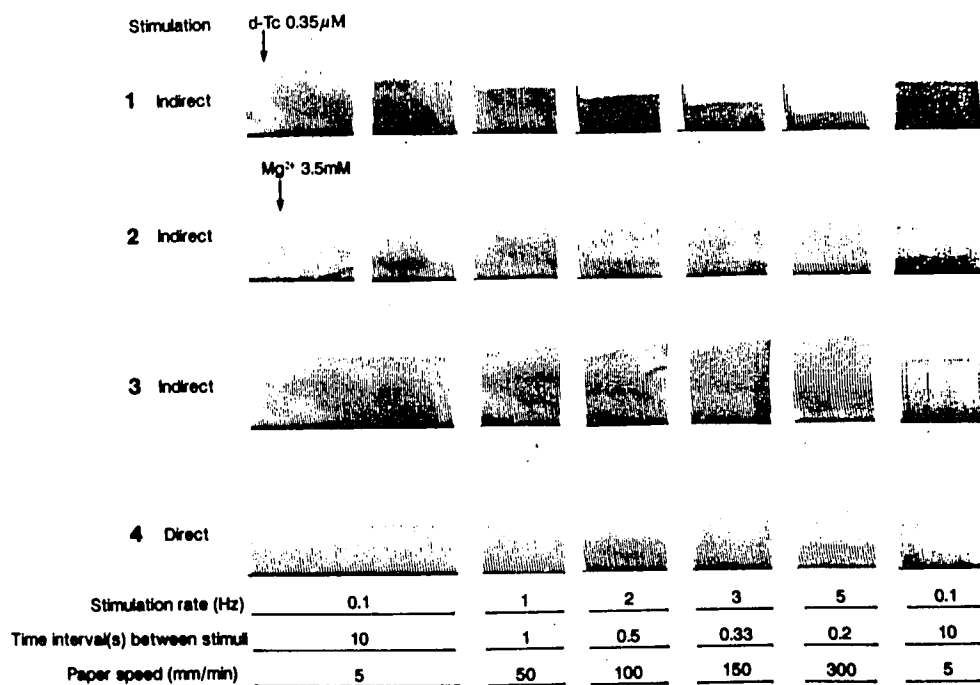 Stimulation d-Tc 0.35μM
1 Indirect
Mg²⁺ 3.5mM
2 Indirect
3 Indirect
4 Direct
Stimulation rate (Hz) 0.1 1 2 3 5 0.1
Time interval(s) between stimuli 10 1 0.5 0.33 0.2 10
Paper speed (mm/min) 5 50 100 150 300 5